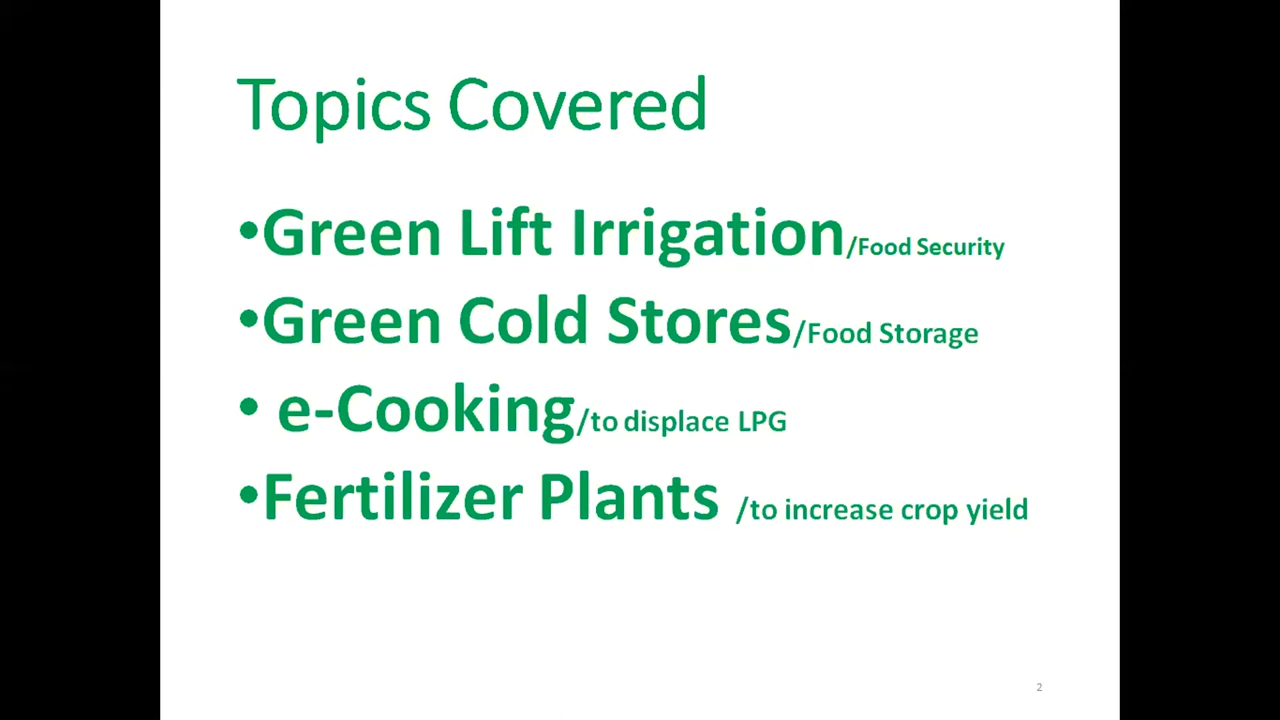 Topics Covered
•Green Lift Irrigation/Food Security
•Green Cold Stores/Food Storage
• e-Cooking/to displace LPG
•Fertilizer Plants /to increase crop yield
2